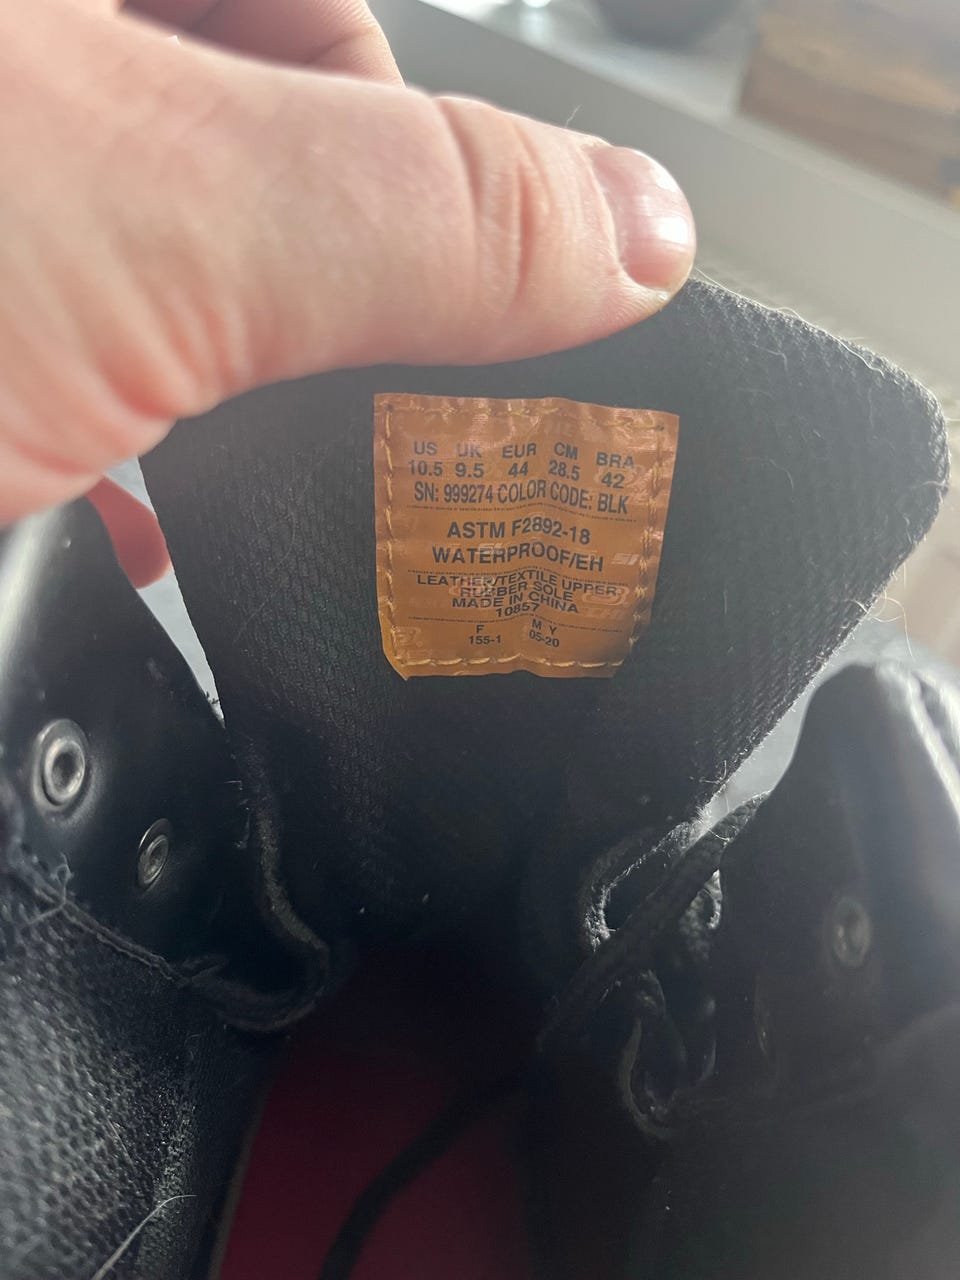 US UK EUR CM BRA
10.5 9.5 44 28.5 42
SN: 999274 COLOR CODE: BLK
ASTM F2892-18
WATERPROOF/EH
LEATHER/TEXTILE UPPER
RUBBER SOLE
MADE IN CHINA
10857
F M Y
155-1 05-20